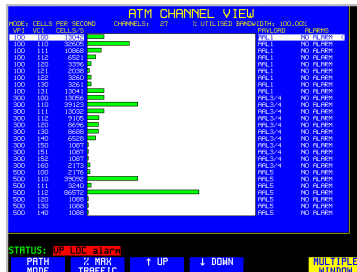 ATM CHANNEL VIEW
MODE: CELLS PER SECOND CHANNELS: 27 % UTILISED BANDWIDTH: 100.00%
VPI VCI CELLS/S PAYLOAD ALARMS
100 100 13042 AAL1 NO ALARM <
100 110 32605 AAL1 NO ALARM
100 111 10868 AAL1 NO ALARM
100 112 6521 AAL1 NO ALARM
100 120 3396 AAL1 NO ALARM
100 121 2038 AAL1 NO ALARM
100 122 3260 AAL1 NO ALARM
100 130 3261 AAL1 NO ALARM
100 131 13041 AAL1 NO ALARM
300 100 13056 AAL3/4 NO ALARM
300 110 39123 AAL3/4 NO ALARM
300 111 13032 AAL3/4 NO ALARM
300 112 9105 AAL3/4 NO ALARM
300 120 8696 AAL3/4 NO ALARM
300 130 8688 AAL3/4 NO ALARM
300 140 6528 AAL3/4 NO ALARM
300 150 1087 AAL3/4 NO ALARM
300 151 1087 AAL3/4 NO ALARM
300 152 1087 AAL3/4 NO ALARM
300 160 2173 AAL3/4 NO ALARM
500 100 2176 AAL5 NO ALARM
500 110 39092 AAL5 NO ALARM
500 111 3240 AAL5 NO ALARM
500 112 86572 AAL5 NO ALARM
500 120 1088 AAL5 NO ALARM
500 130 1088 AAL5 NO ALARM
500 140 1088 AAL5 NO ALARM
STATUS: VP LOC alarm
PATH MODE % MAX TRAFFIC ↑ UP ↓ DOWN MULTIPLE WINDOW